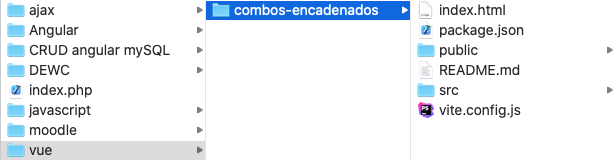 ajax
Angular
CRUD angular mySQL
DEWC
index.php
javascript
moodle
vue
combos-encadenados
index.html
package.json
public
README.md
src
vite.config.js